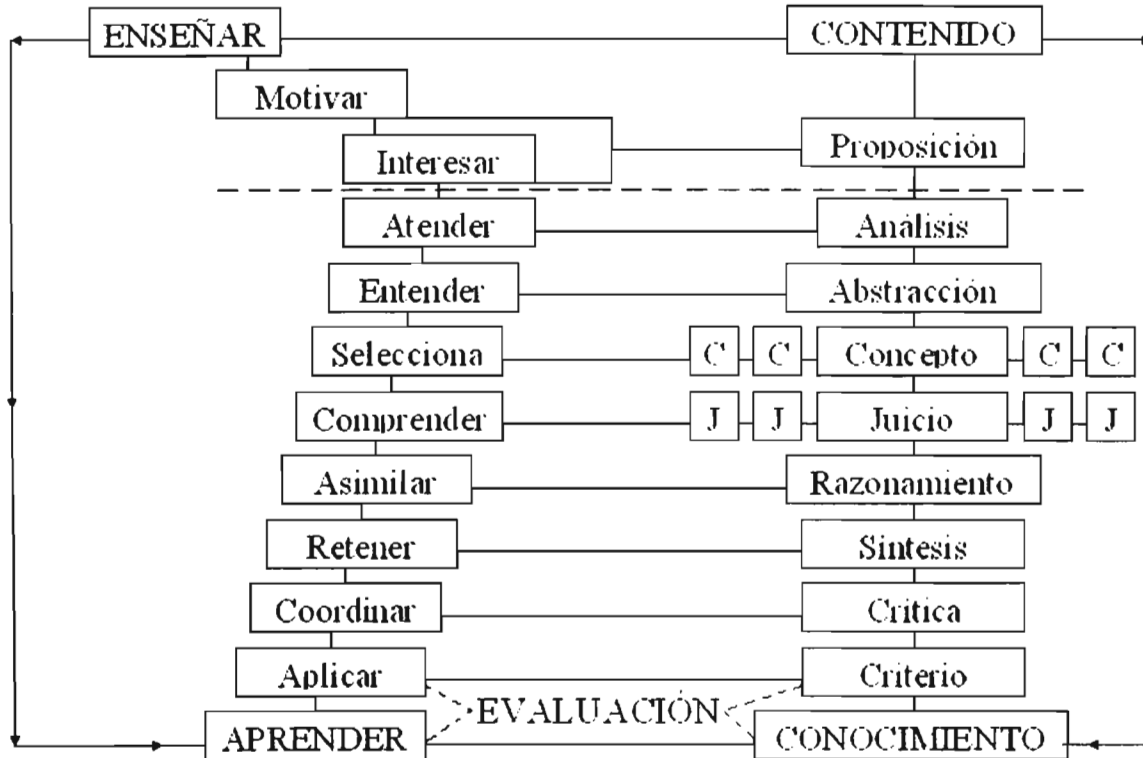 ENSEÑAR CONTENIDO
Motivar
Proposición
Interesar
Atender Análisis
Entender Abstracción
Selecciona C C Concepto C C
Comprender J J Juicio J J
Asimilar Razonamiento
Retener Síntesis
Coordinar Crítica
Aplicar Criterio
EVALUACIÓN
APRENDER CONOCIMIENTO